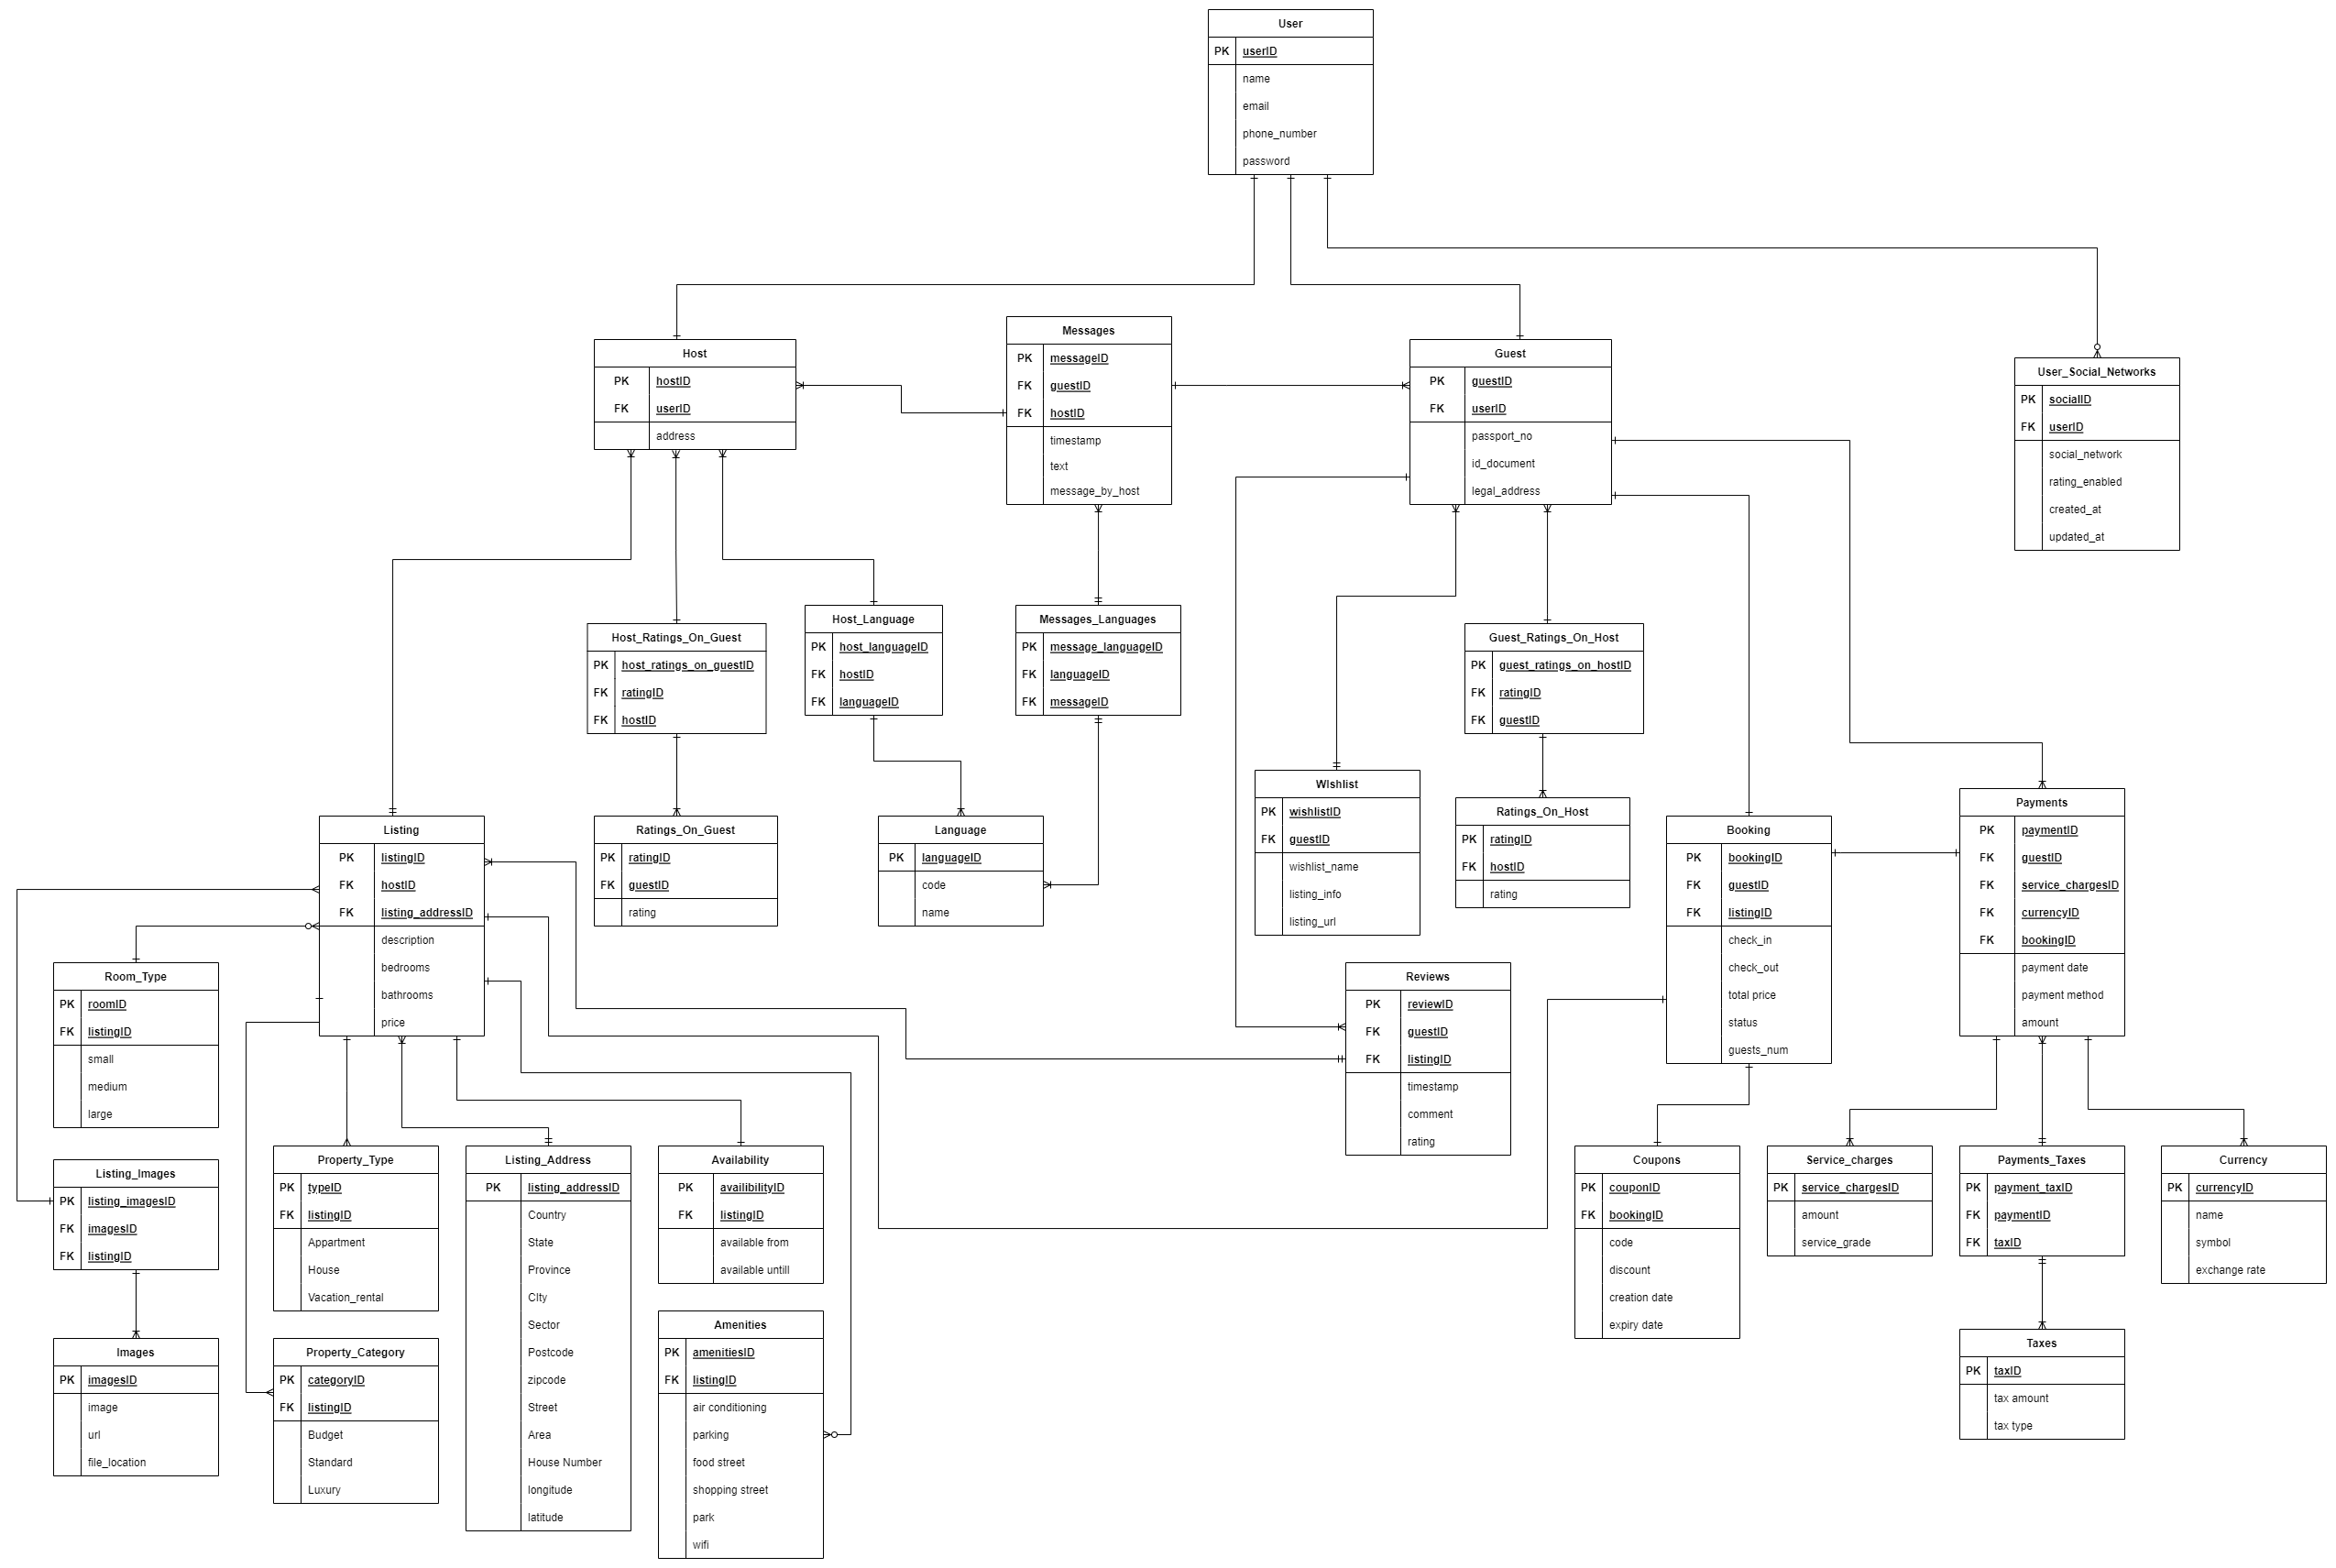 User
PK userID
name
email
phone_number
password
Host
PK hostID
FK userID
address
Messages
PK messageID
FK guestID
FK hostID
timestamp
text
message_by_host
Guest
PK guestID
FK userID
passport_no
id_document
legal_address
User_Social_Networks
PK socialID
FK userID
social_network
rating_enabled
created_at
updated_at
Host_Ratings_On_Guest
PK host_ratings_on_guestID
FK ratingID
FK hostID
Host_Language
PK host_languageID
FK hostID
FK languageID
Messages_Languages
PK message_languageID
FK languageID
FK messageID
Guest_Ratings_On_Host
PK guest_ratings_on_hostID
FK ratingID
FK guestID
Listing
PK listingID
FK hostID
FK listing_addressID
description
bedrooms
bathrooms
price
Ratings_On_Guest
PK ratingID
FK guestID
rating
Language
PK languageID
code
name
WIshlist
PK wishlistID
FK guestID
wishlist_name
listing_info
listing_url
Ratings_On_Host
PK ratingID
FK hostID
rating
Booking
PK bookingID
FK guestID
FK listingID
check_in
check_out
total price
status
guests_num
Payments
PK paymentID
FK guestID
FK service_chargesID
FK currencyID
FK bookingID
payment date
payment method
amount
Room_Type
PK roomID
FK listingID
small
medium
large
Reviews
PK reviewID
FK guestID
FK listingID
timestamp
comment
rating
Listing_Images
PK listing_imagesID
FK imagesID
FK listingID
Property_Type
PK typeID
FK listingID
Appartment
House
Vacation_rental
Listing_Address
PK listing_addressID
Country
State
Province
CIty
Sector
Postcode
zipcode
Street
Area
House Number
longitude
latitude
Availability
PK availibilityID
FK listingID
available from
available untill
Coupons
PK couponID
FK bookingID
code
discount
creation date
expiry date
Service_charges
PK service_chargesID
amount
service_grade
Payments_Taxes
PK payment_taxID
FK paymentID
FK taxID
Currency
PK currencyID
name
symbol
exchange rate
Images
PK imagesID
image
url
file_location
Property_Category
PK categoryID
FK listingID
Budget
Standard
Luxury
Amenities
PK amenitiesID
FK listingID
air conditioning
parking
food street
shopping street
park
wifi
Taxes
PK taxID
tax amount
tax type